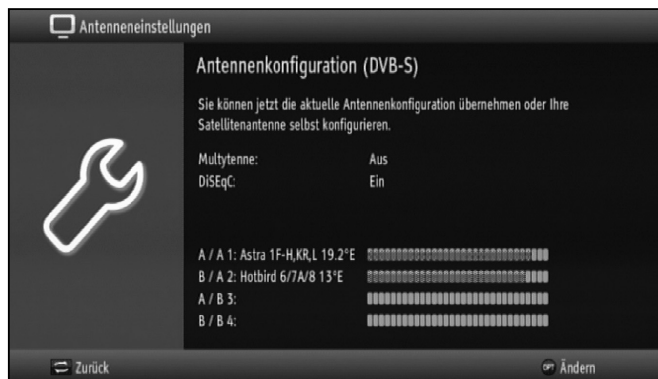 Antenneneinstellungen
Antennenkonfiguration (DVB-S)
Sie können jetzt die aktuelle Antennenkonfiguration übernehmen oder Ihre
Satellitenantenne selbst konfigurieren.
Multytenne: Aus
DiSEqC: Ein
A / A 1: Astra 1F-H,KR,L 19.2°E
B / A 2: Hotbird 6/7A/8 13°E
A / B 3:
B / B 4:
Zurück
OPT Ändern